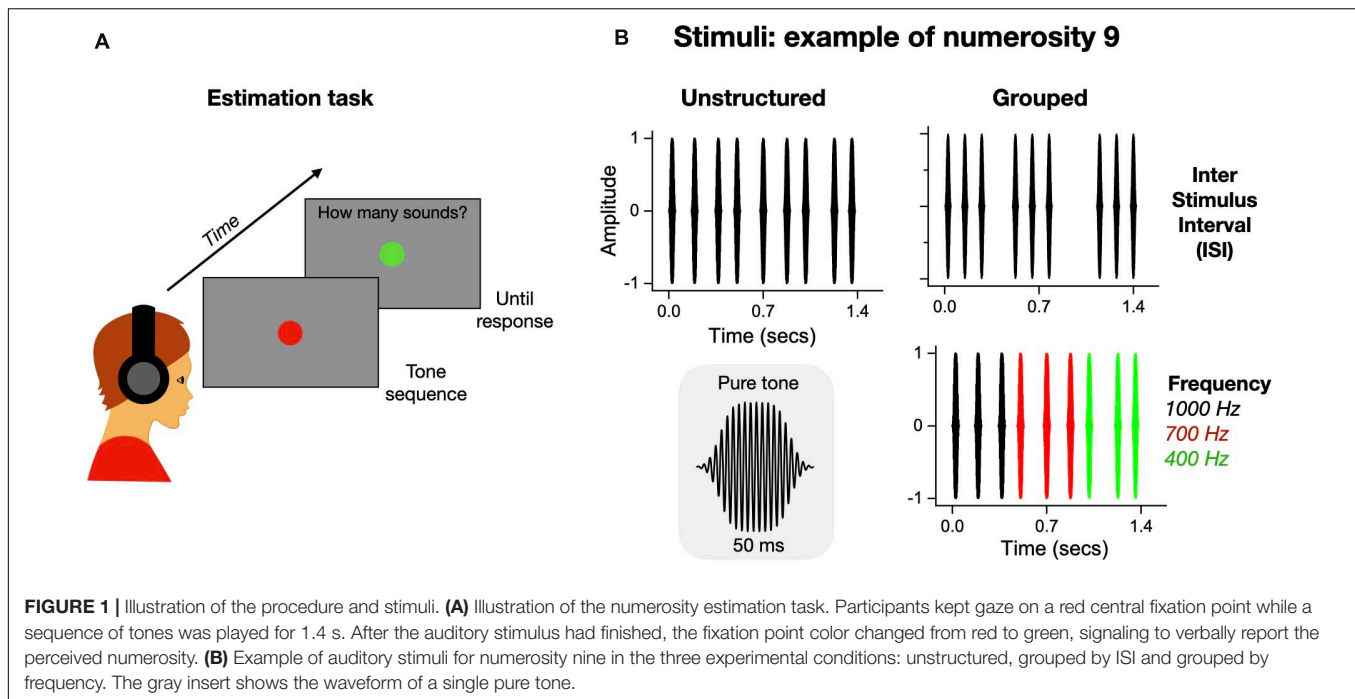 A
Estimation task
Time
How many sounds?
Until
response
Tone
sequence
B
Stimuli: example of numerosity 9
Unstructured
Grouped
Amplitude
1
0
-1
0.0
0.7
1.4
Time (secs)
0.7
0.0
1.4
Inter
Stimulus
Interval
(ISI)
Pure tone
50 ms
1
0
-1
0.0
0.7
1.4
Time (secs)
Frequency
1000 Hz
700 Hz
400 Hz
FIGURE 1 | Illustration of the procedure and stimuli. (A) Illustration of the numerosity estimation task. Participants kept gaze on a red central fixation point while a
sequence of tones was played for 1.4 s. After the auditory stimulus had finished, the fixation point color changed from red to green, signaling to verbally report the
perceived numerosity. (B) Example of auditory stimuli for numerosity nine in the three experimental conditions: unstructured, grouped by ISI and grouped by
frequency. The gray insert shows the waveform of a single pure tone.